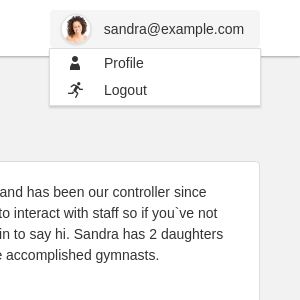 sandra@example.com
Profile
Logout
and has been our controller since
to interact with staff so if you`ve not
in to say hi. Sandra has 2 daughters
accomplished gymnasts.